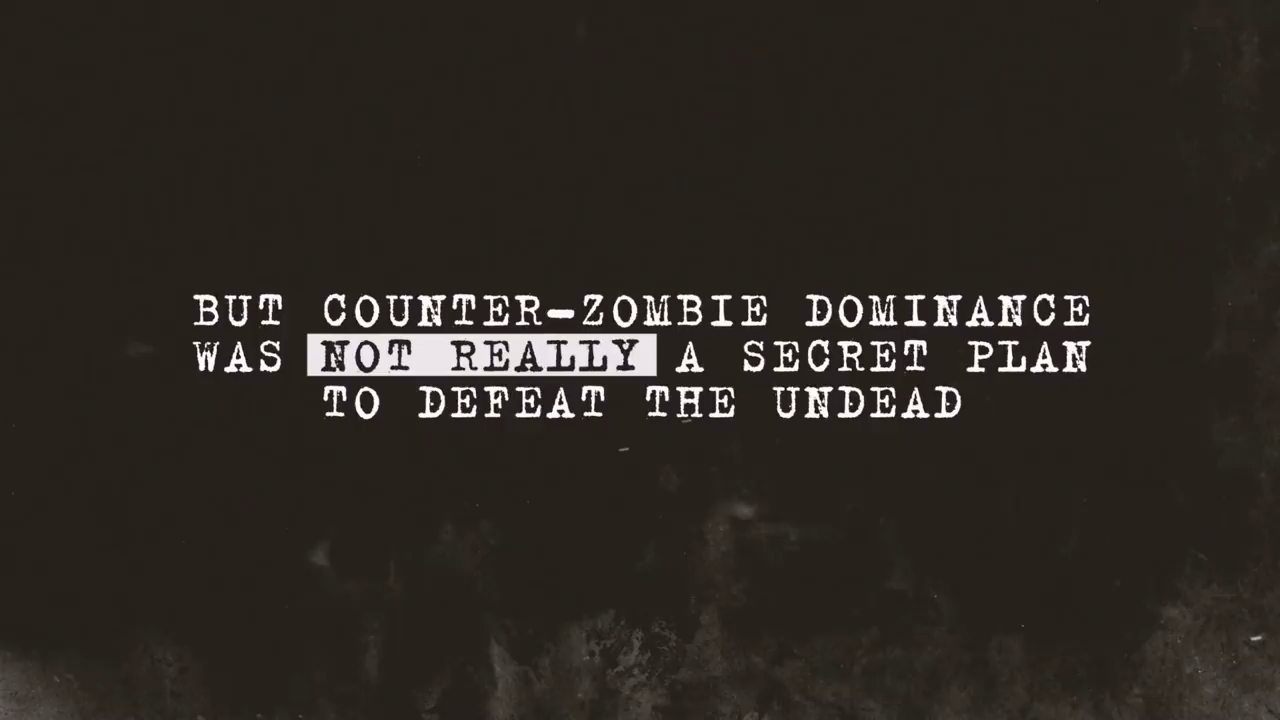 BUT COUNTER-ZOMBIE DOMINANCE
WAS NOT REALLY A SECRET PLAN
TO DEFEAT THE UNDEAD